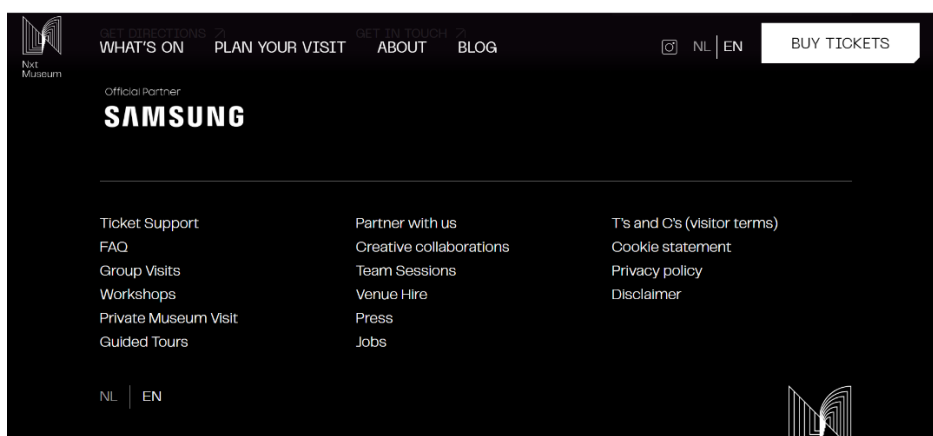 GET DIRECTIONS GET IN TOUCH
WHAT'S ON PLAN YOUR VISIT ABOUT BLOG NL EN BUY TICKETS
Nxt
Museum
Official Partner
SAMSUNG
Ticket Support
FAQ
Group Visits
Workshops
Private Museum Visit
Guided Tours
Partner with us
Creative collaborations
Team Sessions
Venue Hire
Press
Jobs
T's and C's (visitor terms)
Cookie statement
Privacy policy
Disclaimer
NL EN